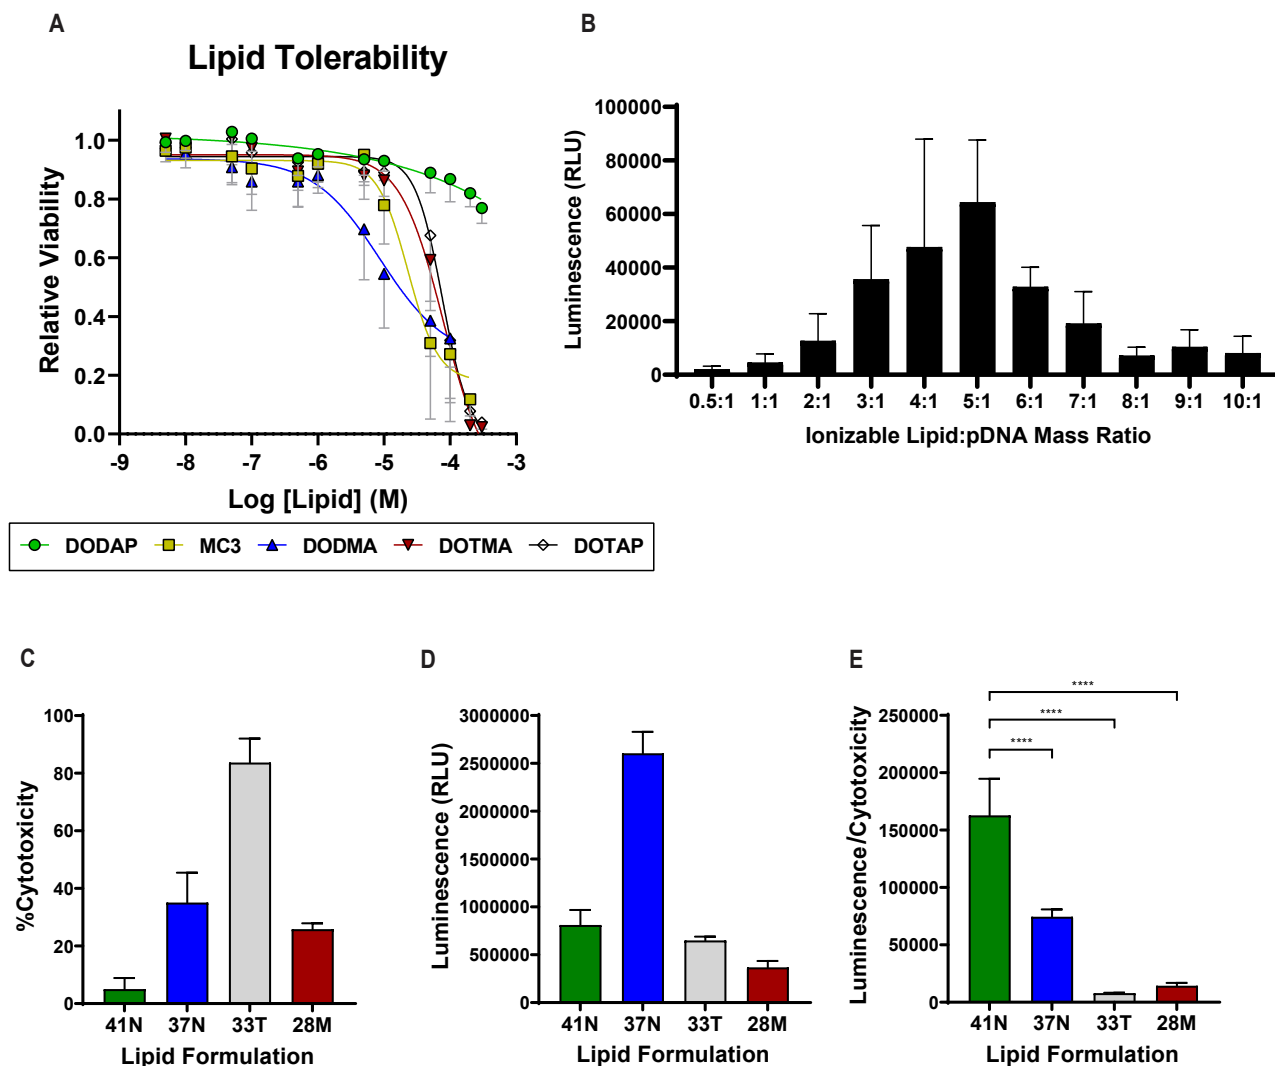 A
Lipid Tolerability
Relative Viability
1.0
0.8
0.6
0.4
0.2
0.0
-9 -8 -7 -6 -5 -4 -3
Log [Lipid] (M)
DODAP MC3 DODMA DOTMA DOTAP
B
Luminescence (RLU)
100000
80000
60000
40000
20000
0
0.5:1 1:1 2:1 3:1 4:1 5:1 6:1 7:1 8:1 9:1 10:1
Ionizable Lipid:pDNA Mass Ratio
C
%Cytotoxicity
100
80
60
40
20
0
41N 37N 33T 28M
Lipid Formulation
D
Luminescence (RLU)
3000000
2500000
2000000
1500000
1000000
500000
0
41N 37N 33T 28M
Lipid Formulation
E
Luminescence/Cytotoxicity
250000
200000
150000
100000
50000
0
****
****
****
41N 37N 33T 28M
Lipid Formulation